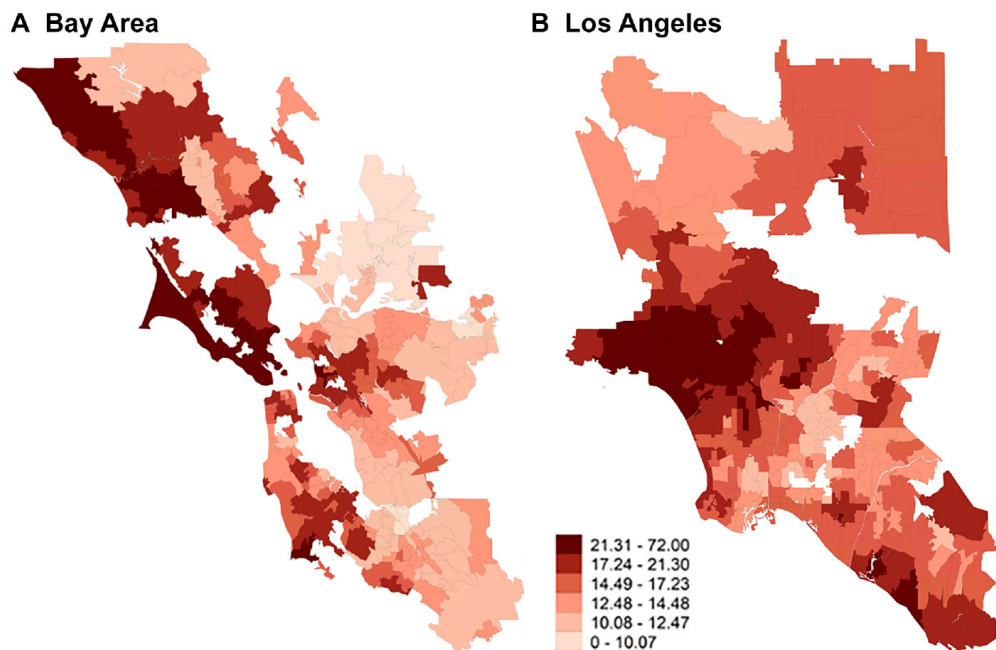 A Bay Area
B Los Angeles
21.31 - 72.00
17.24 - 21.30
14.49 - 17.23
12.48 - 14.48
10.08 - 12.47
0 - 10.07